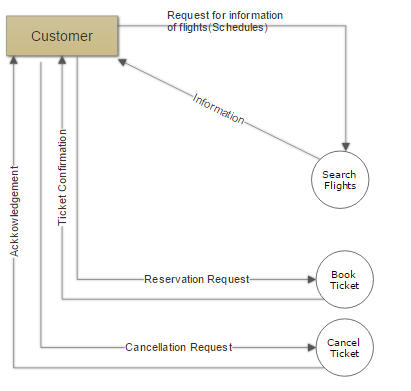 Request for information
of flights(Schedules)
Customer
Information
Search
Flights
Ticket Confirmation
Ackkowledgement
Reservation Request
Book
Ticket
Cancellation Request
Cancel
Ticket